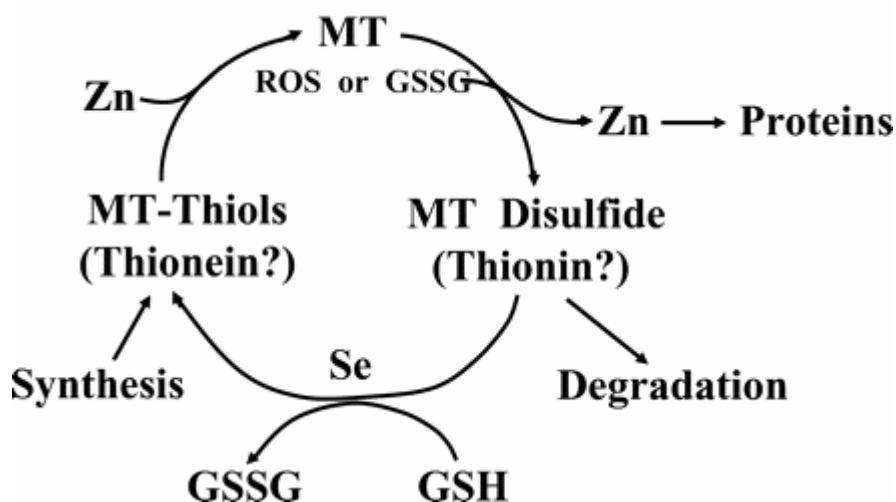 MT
ROS or GSSG
Zn
Zn
Proteins
MT-Thiols
(Thionein?)
MT Disulfide
(Thionin?)
Se
Synthesis
Degradation
GSSG
GSH